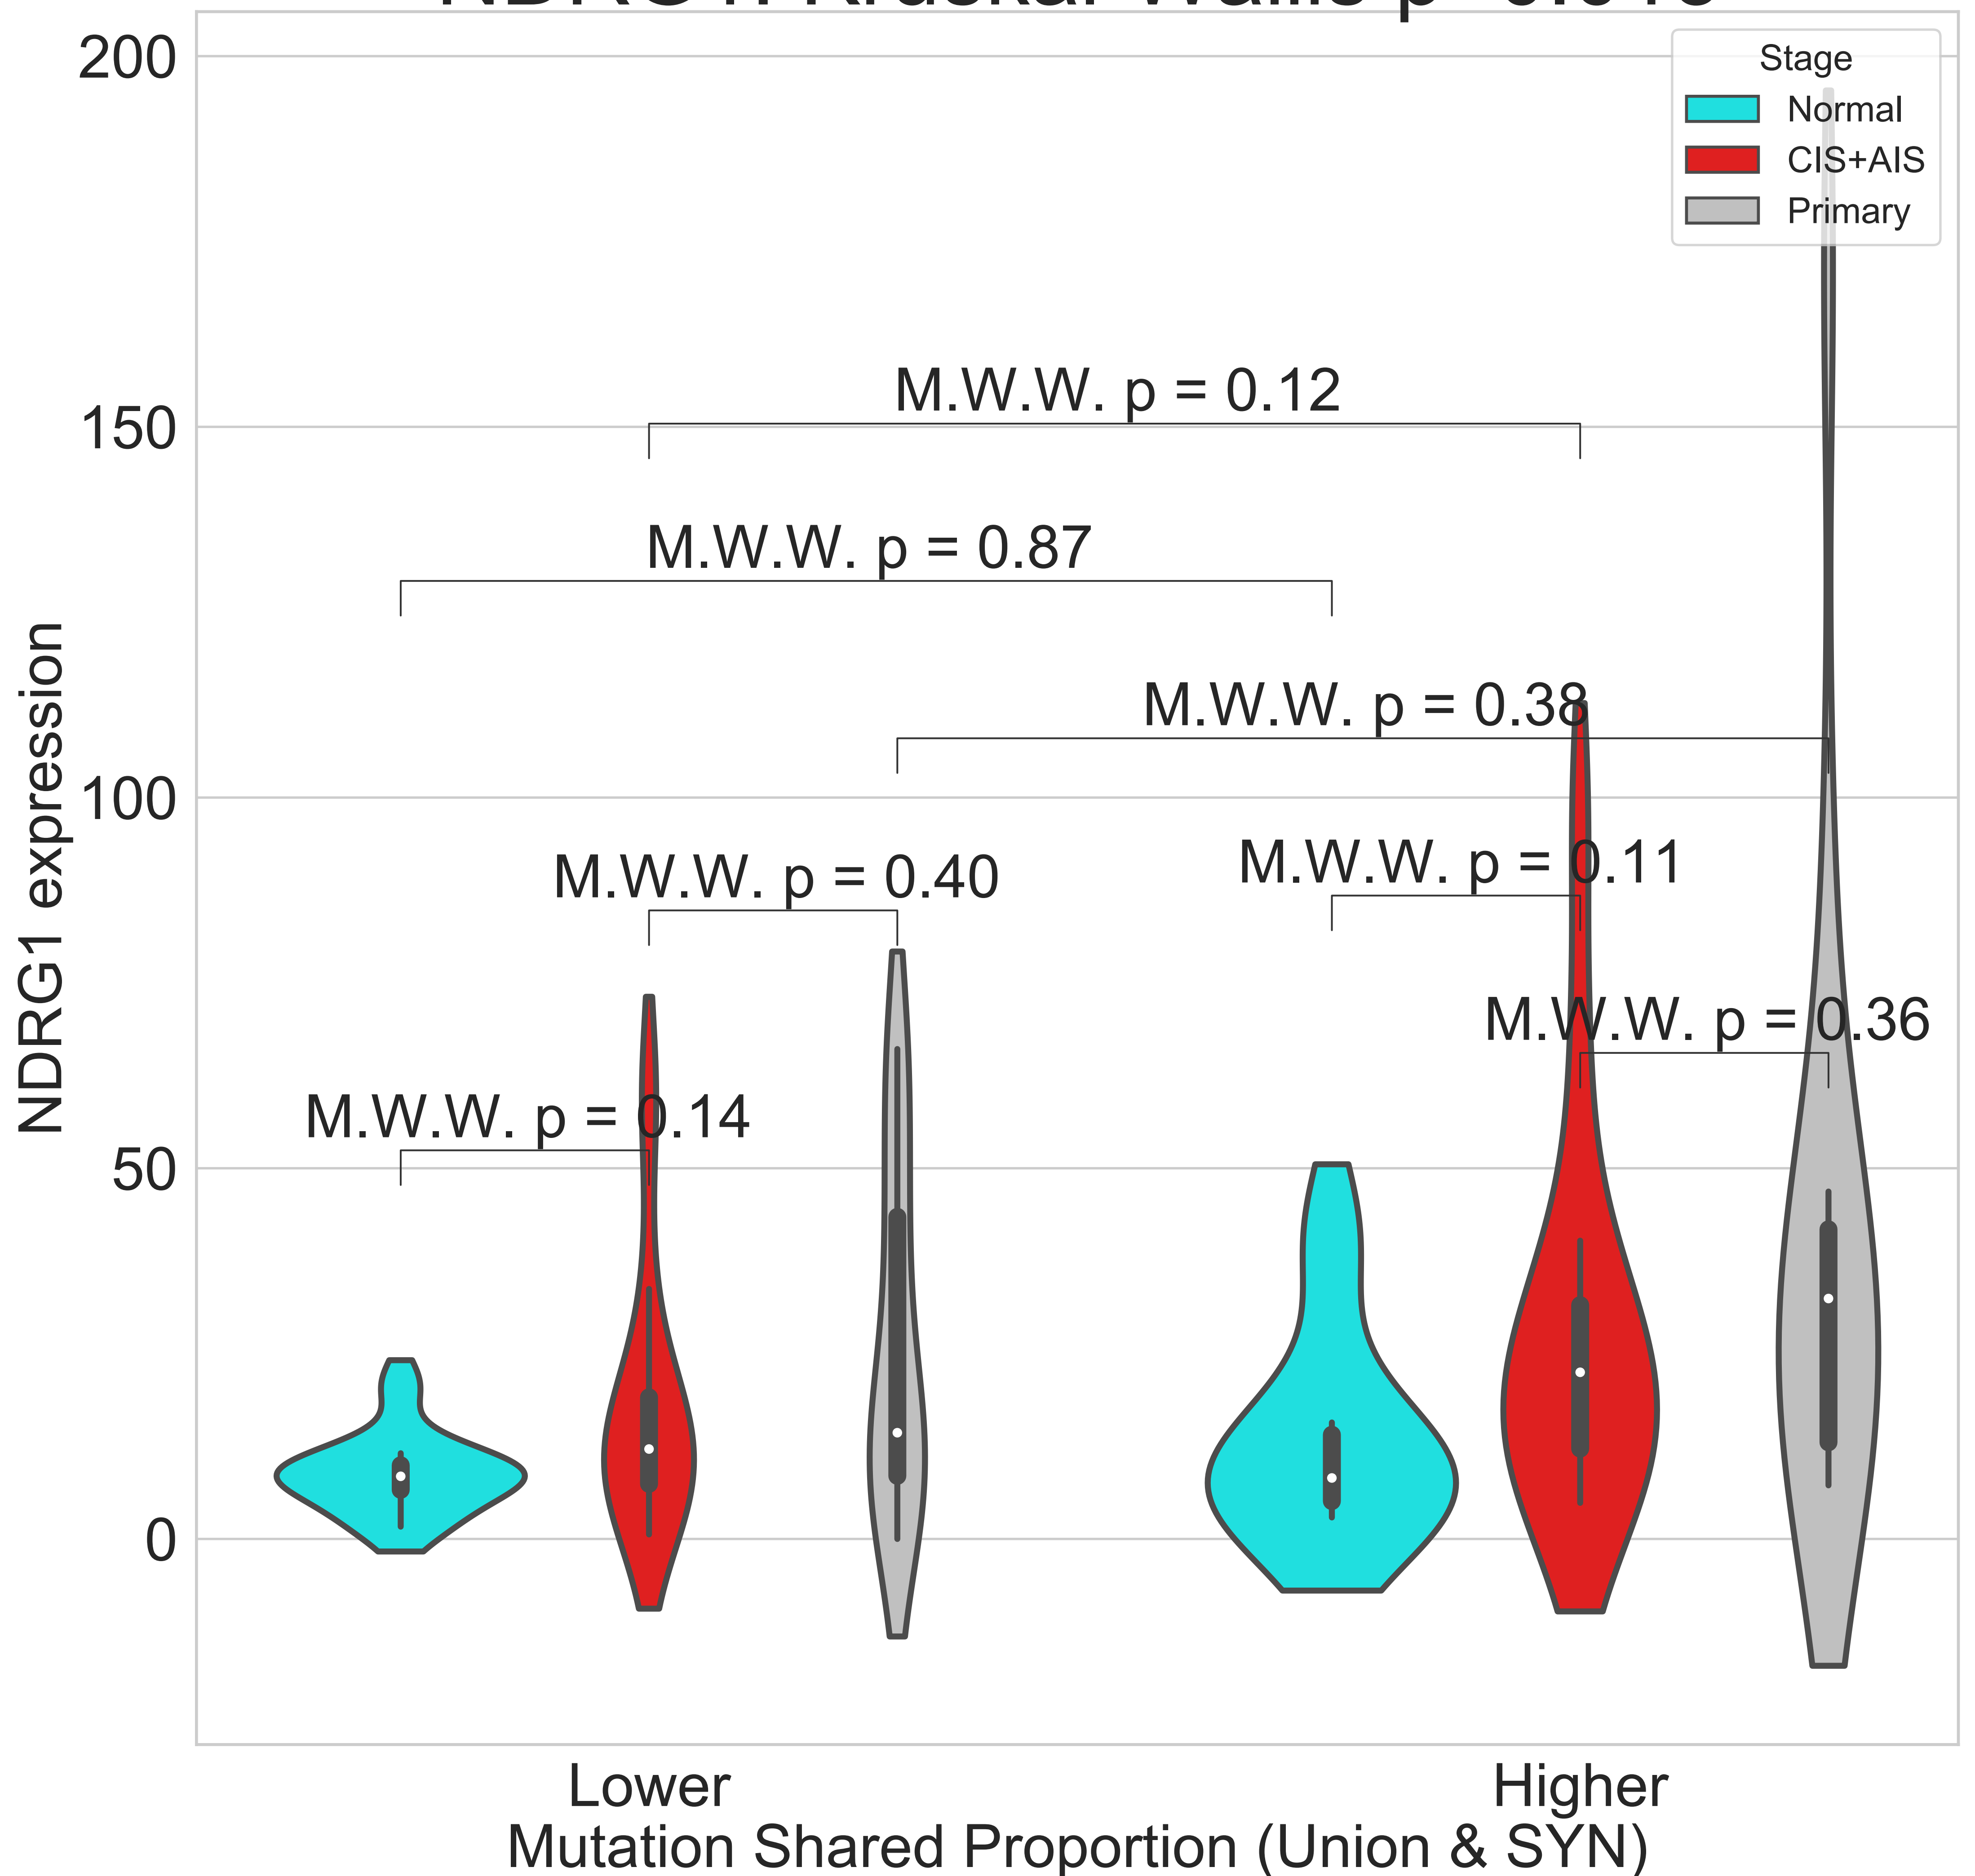 200
Stage
Normal
CIS+AIS
Primary
M.W.W. p = 0.12
150
M.W.W. p = 0.87
M.W.W. p = 0.38
100
M.W.W. p = 0.40
M.W.W. p = 0.11
M.W.W. p = 0.36
M.W.W. p = 0.14
50
0
NDRG1 expression
Lower
Higher
Mutation Shared Proportion (Union & SYN)